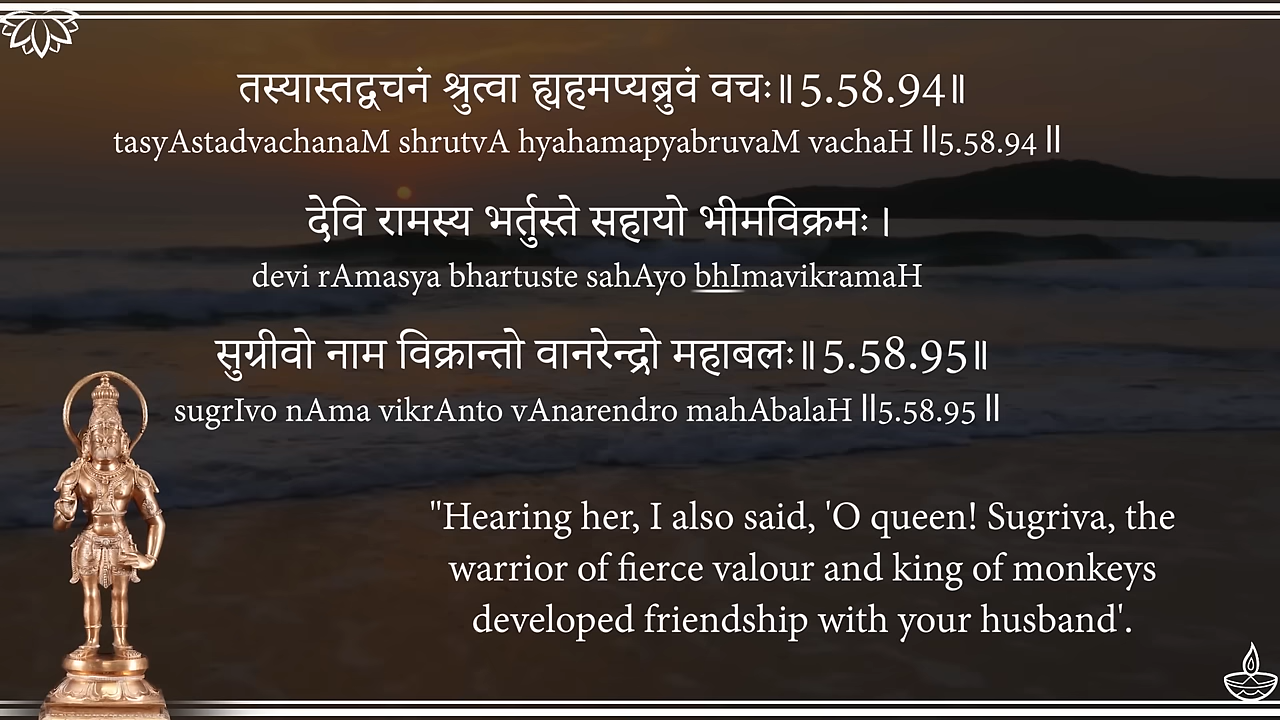 तस्यास्तद्वचनं श्रुत्वा ह्यहमप्यब्रुवं वचः॥5.58.94॥
tasyAstadvachanaM shrutvA hyahamapyabruvaM vachaH ||5.58.94 ||
देवि रामस्य भर्तुस्ते सहायो भीमविक्रमः।
devi rAmasya bhartuste sahAyo bhImavikramaH
सुग्रीवो नाम विक्रान्तो वानरेन्द्रो महाबलः॥5.58.95॥
sugrIvo nAma vikrAnto vAnarendro mahAbalaH ||5.58.95 ||
"Hearing her, I also said, 'O queen! Sugriva, the
warrior of fierce valour and king of monkeys
developed friendship with your husband'.